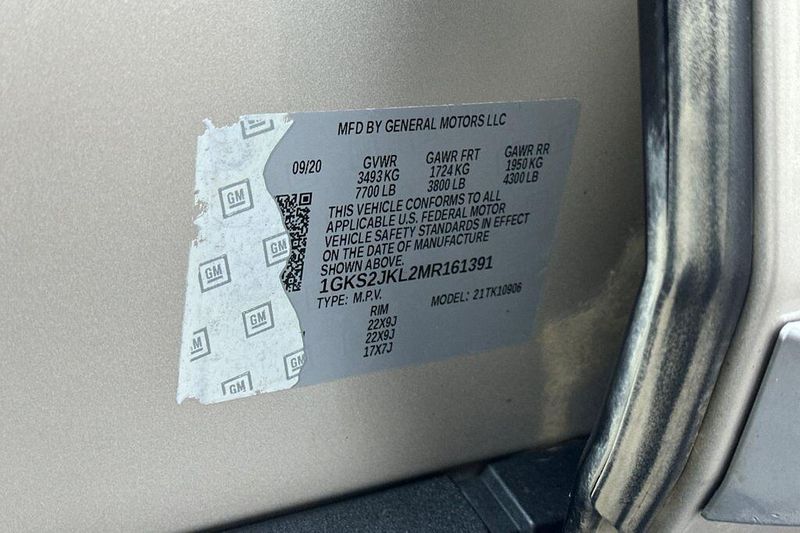 MFD BY GENERAL MOTORS LLC
09/20 GVWR GAWR FRT GAWR RR
3493 KG 1724 KG 1950 KG
7700 LB 3800 LB 4300 LB
THIS VEHICLE CONFORMS TO ALL
APPLICABLE U.S. FEDERAL MOTOR
VEHICLE SAFETY STANDARDS IN EFFECT
ON THE DATE OF MANUFACTURE
SHOWN ABOVE.
1GKS2JKL2MR161391
TYPE: M.P.V. MODEL: 21TK10906
RIM
22X9J
22X9J
17X7J
GM
GM
GM
GM
GM
GM
GM